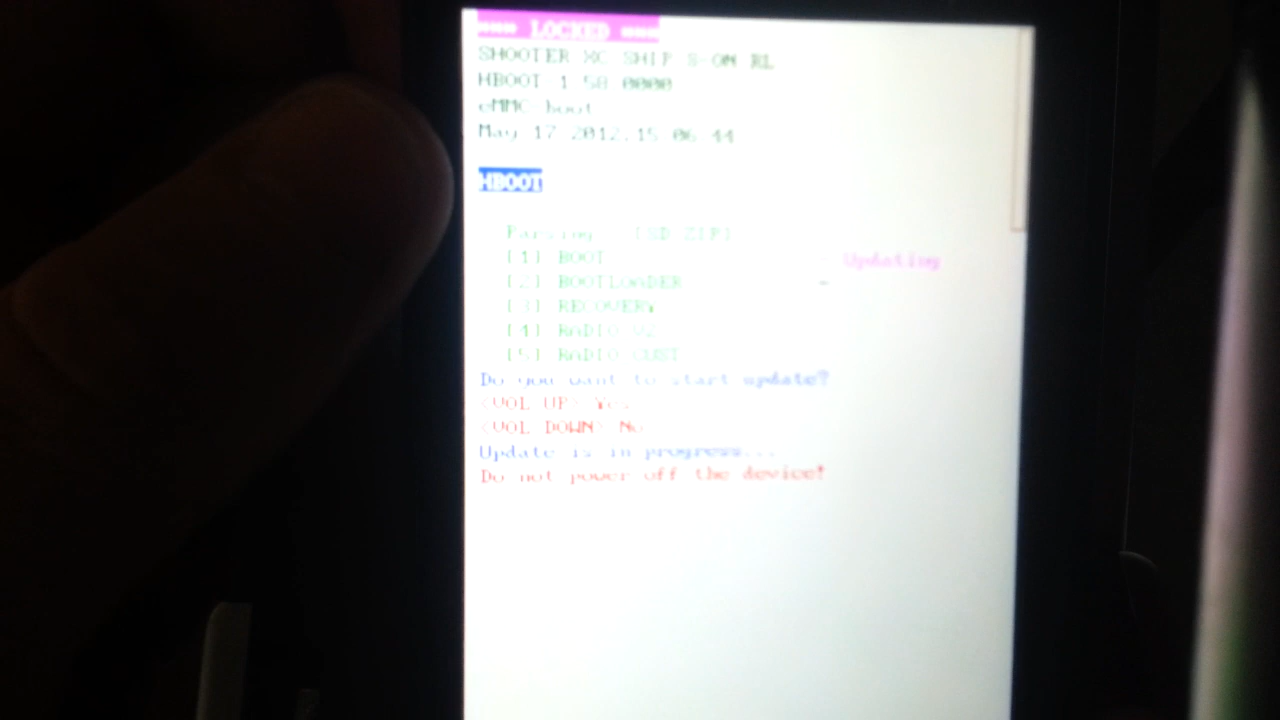 *** LOCKED ***
SHOOTER XC SHIP S-ON RL
HBOOT-1.58.0000
eMMC-boot
May 17 2012,15:06:44
HBOOT
Parsing...[SD ZIP]
[1] BOOT - Updating
[2] BOOTLOADER -
[3] RECOVERY
[4] RADIO_V2
[5] RADIO_CUST
Do you want to start update?
<VOL UP> Yes
<VOL DOWN> No
Update is in progress...
Do not power off the device!